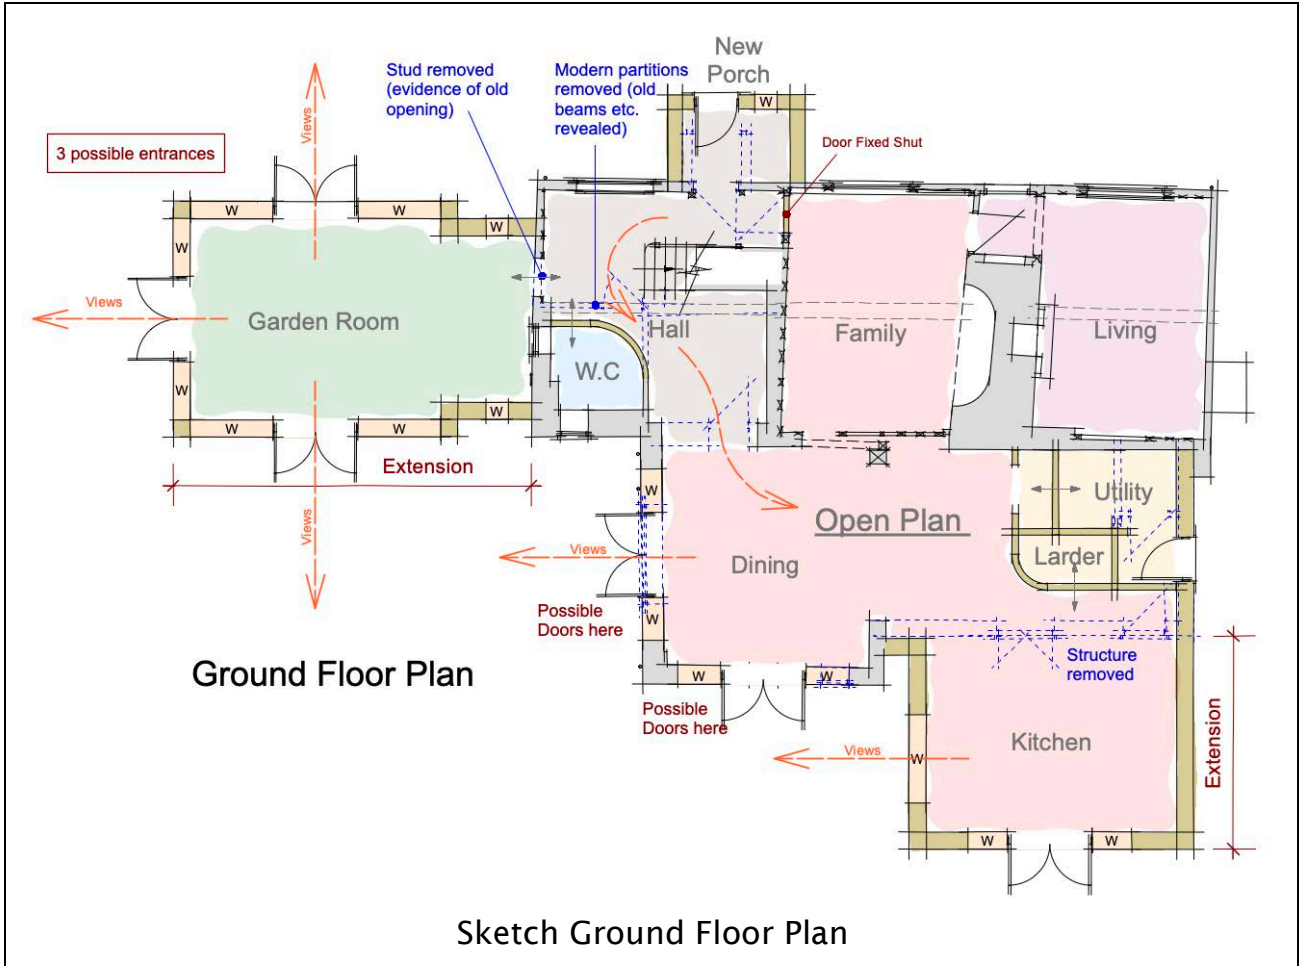 New
Porch
Stud removed
(evidence of old
opening)
Modern partitions
removed (old
beams etc.
revealed)
W
Views
3 possible entrances
Door Fixed Shut
W
W
W
W
Views
Garden Room
Hall
Family
Living
W.C
W
W
W
W
Extension
Views
W
Utility
Open Plan
Views
Larder
Dining
Possible
Doors here
W
Ground Floor Plan
Structure
removed
W
W
Possible
Doors here
Extension
Kitchen
Views
W
W
W
Sketch Ground Floor Plan